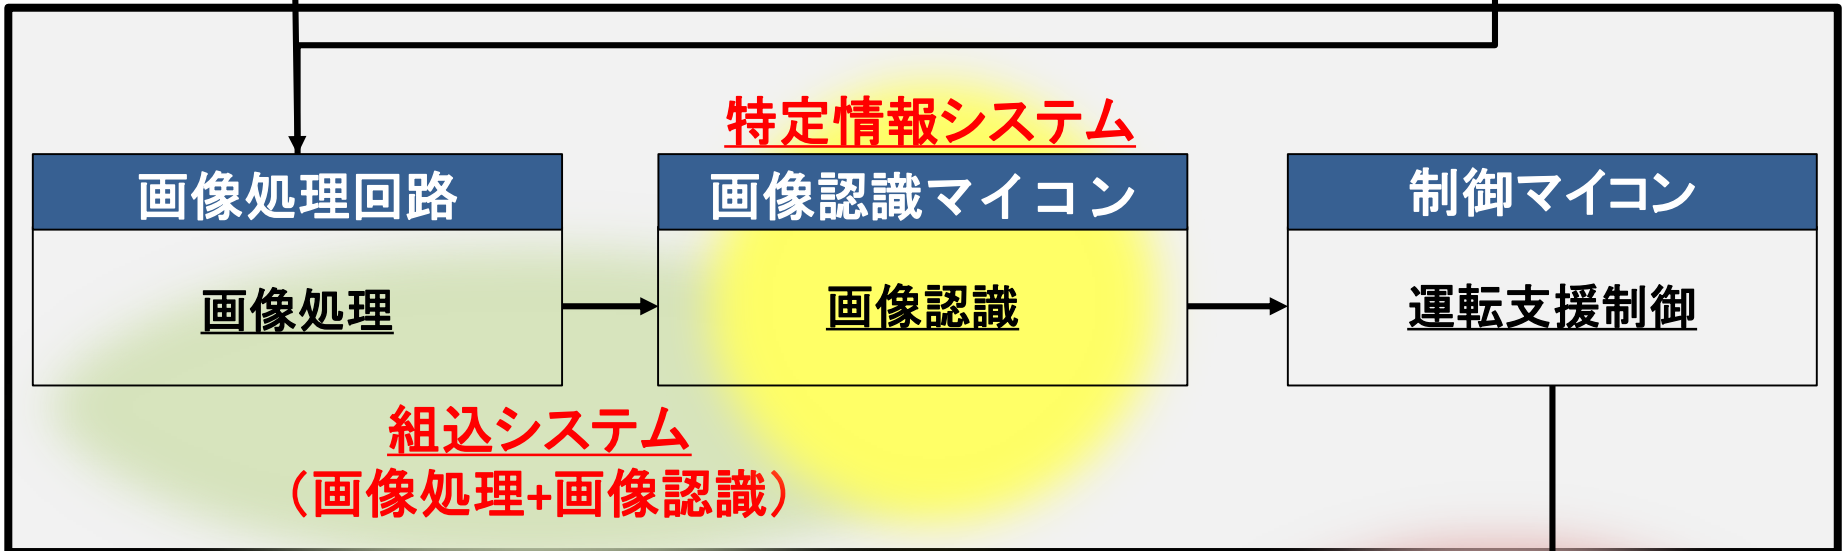 特定情報システム
画像処理回路
画像認識マイコン
制御マイコン
画像処理
画像認識
運転支援制御
組込システム
（画像処理+画像認識）